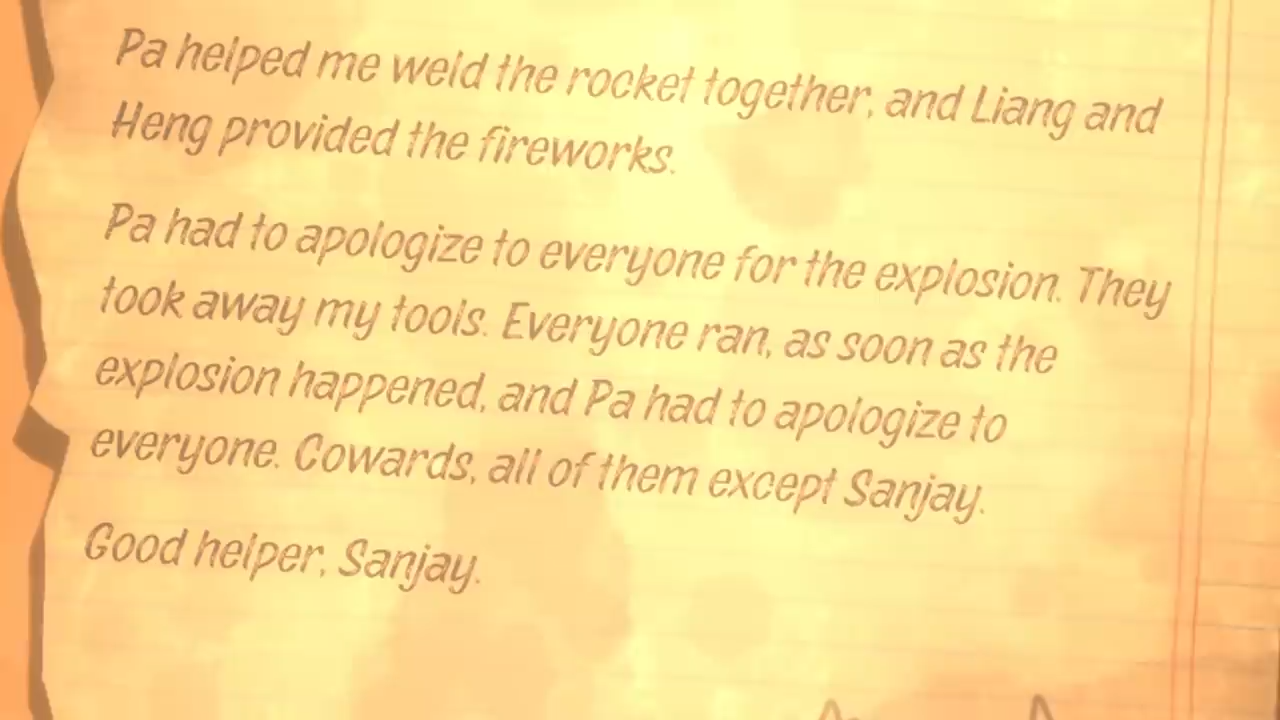 Pa helped me weld the rocket together, and Liang and
Heng provided the fireworks.
Pa had to apologize to everyone for the explosion. They
took away my tools. Everyone ran, as soon as the
explosion happened, and Pa had to apologize to
everyone. Cowards, all of them except Sanjay.
Good helper, Sanjay.